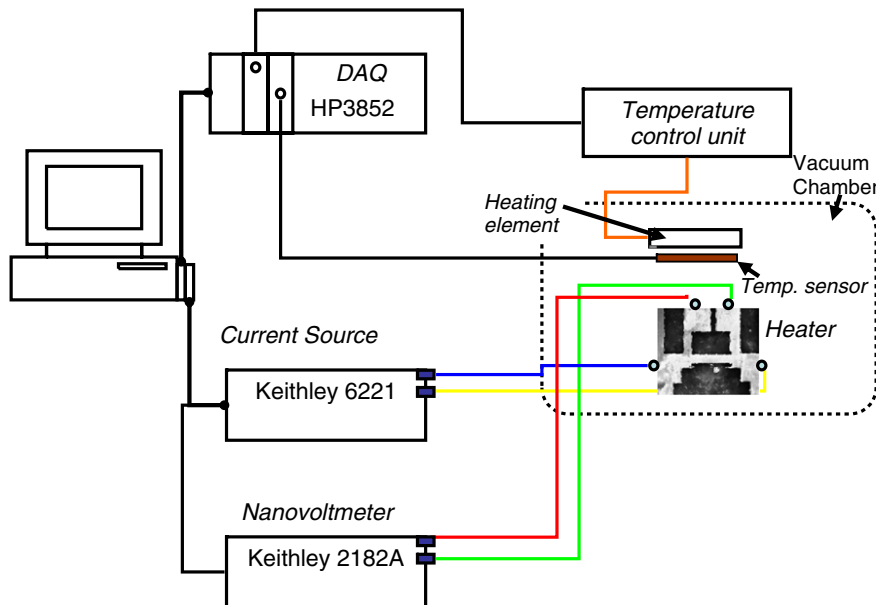 DAQ
HP3852
Temperature
control unit
Vacuum
Chamber
Heating
element
Temp. sensor
Heater
Current Source
Keithley 6221
Nanovoltmeter
Keithley 2182A